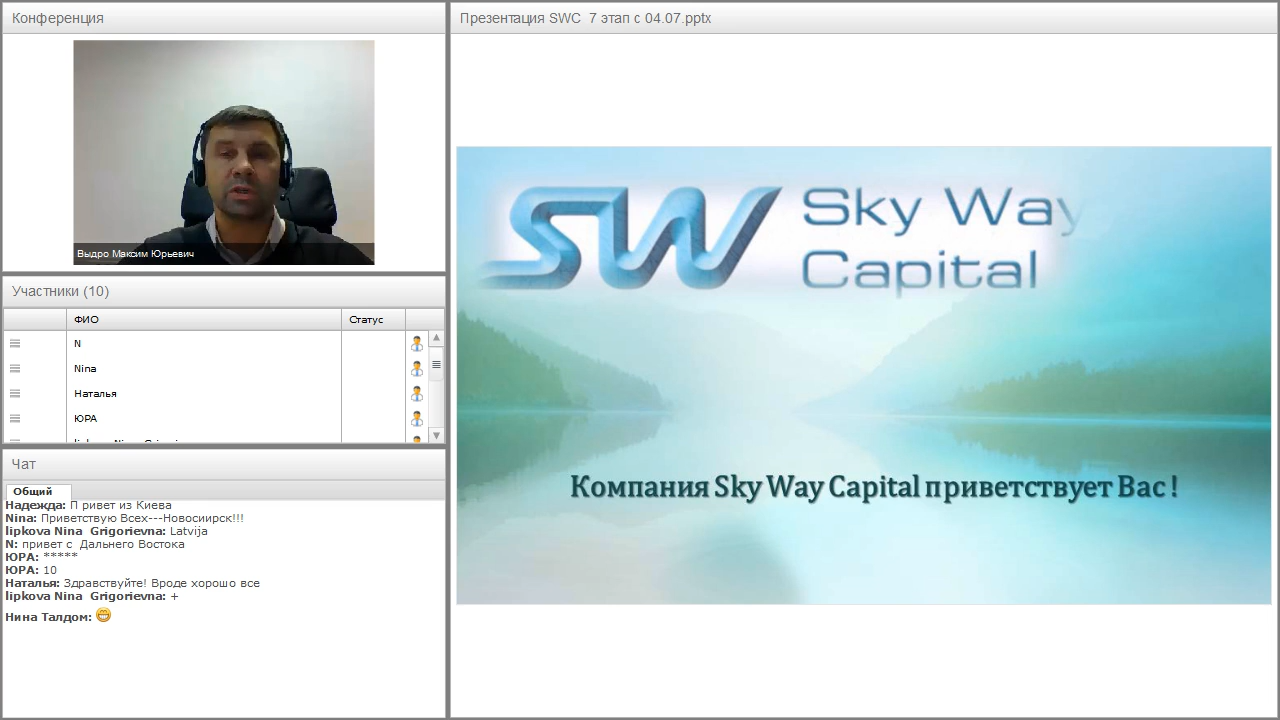 Конференция
Выдро Максим Юрьевич
Участники (10)
ФИО
Статус
N
Nina
Наталья
ЮРА
Чат
Общий
Надежда: П ривет из Киева
Nina: Приветствую Всех---Новосиирск!!!
lipkova Nina Grigorievna: Latvija
N: привет с Дальнего Востока
ЮРА: *****
ЮРА: 10
Наталья: Здравствуйте! Вроде хорошо все
lipkova Nina Grigorievna: +
Нина Талдом:
Презентация SWC 7 этап с 04.07.pptx
SW
Sky Way
Capital
Компания Sky Way Capital приветствует Вас !